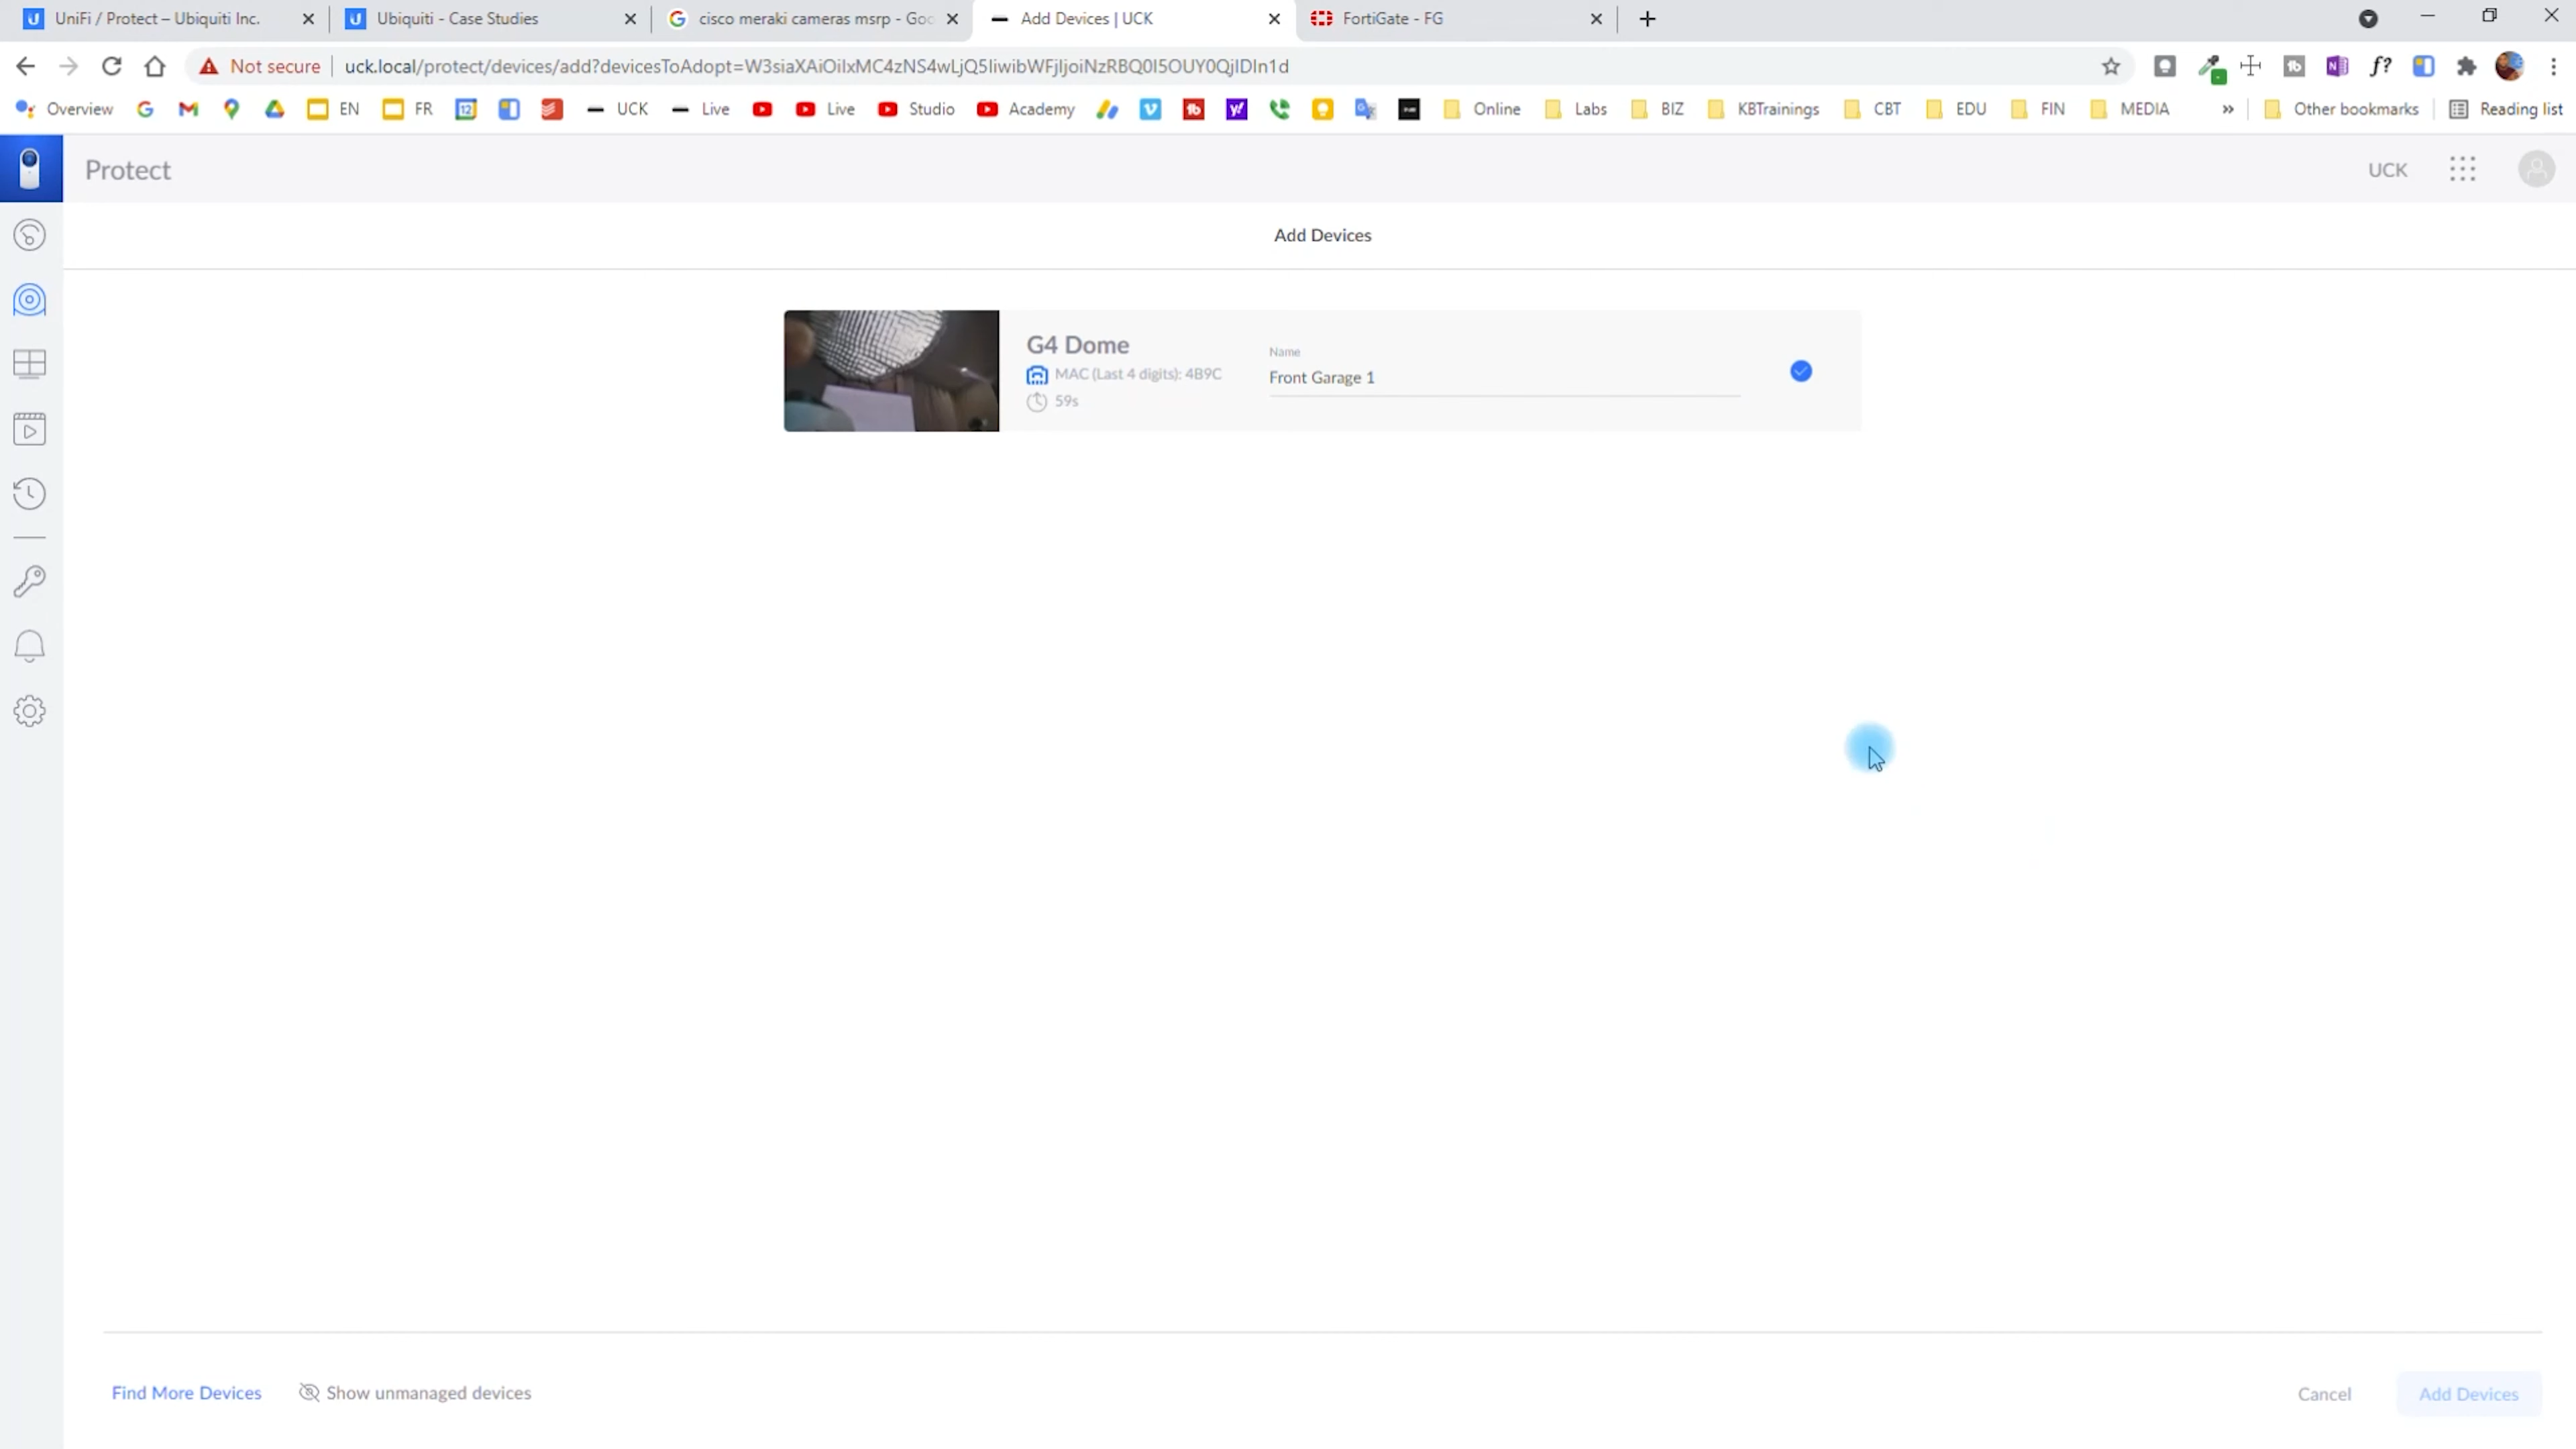 UniFi / Protect – Ubiquiti Inc.
Ubiquiti - Case Studies
cisco meraki cameras msrp - Goo
Add Devices | UCK
FortiGate - FG
Not secure
uck.local/protect/devices/add?devicesToAdopt=W3siaXAiOiIxMC4zNS4wLjQ5IiwibWFjIjoiNzRBQ0I5OUY0QjlDIn1d
Overview
EN
FR
UCK
Live
Live
Studio
Academy
Online
Labs
BIZ
KBTrainings
CBT
EDU
FIN
MEDIA
»
Other bookmarks
Reading list
Protect
UCK
Add Devices
G4 Dome
MAC (Last 4 digits): 4B9C
59s
Name
Front Garage 1
Find More Devices
Show unmanaged devices
Cancel
Add Devices